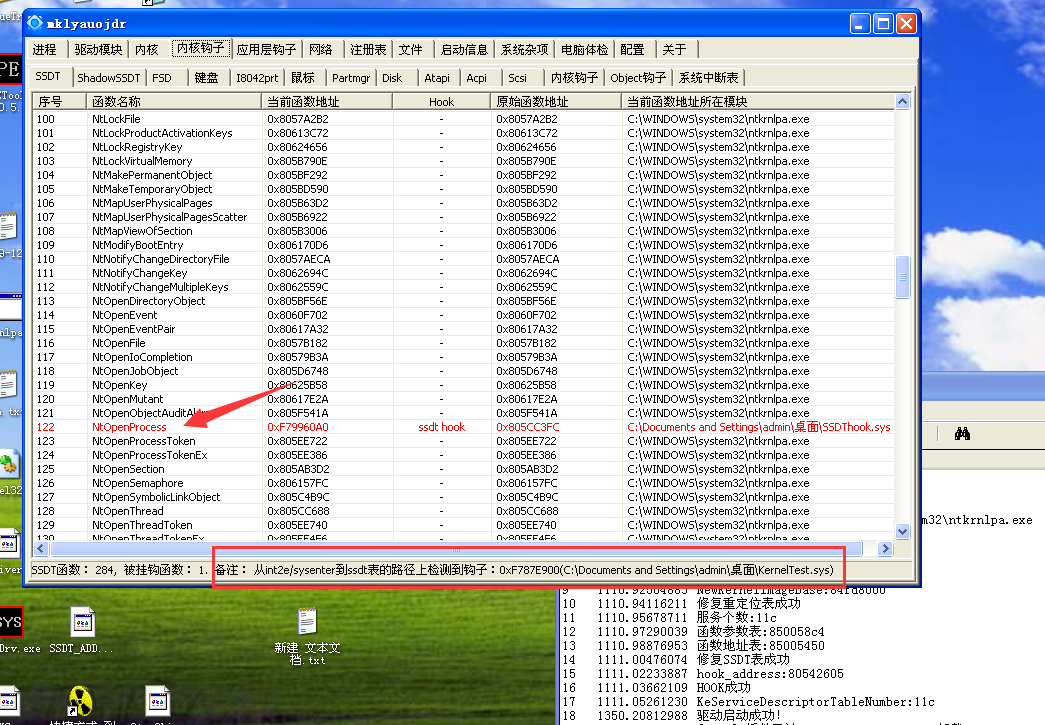 mklyauojdr
进程 驱动模块 内核 内核钩子 应用层钩子 网络 注册表 文件 启动信息 系统杂项 电脑体检 配置 关于
SSDT ShadowSSDT FSD 键盘 I8042prt 鼠标 Partmgr Disk Atapi Acpi Scsi 内核钩子 Object钩子 系统中断表
序号 函数名称 当前函数地址 Hook 原始函数地址 当前函数地址所在模块
100 NtLockFile 0x8057A2B2 - 0x8057A2B2 C:\WINDOWS\system32\ntkrnlpa.exe
101 NtLockProductActivationKeys 0x80613C72 - 0x80613C72 C:\WINDOWS\system32\ntkrnlpa.exe
102 NtLockRegistryKey 0x80624656 - 0x80624656 C:\WINDOWS\system32\ntkrnlpa.exe
103 NtLockVirtualMemory 0x805B790E - 0x805B790E C:\WINDOWS\system32\ntkrnlpa.exe
104 NtMakePermanentObject 0x805BF292 - 0x805BF292 C:\WINDOWS\system32\ntkrnlpa.exe
105 NtMakeTemporaryObject 0x805BD590 - 0x805BD590 C:\WINDOWS\system32\ntkrnlpa.exe
106 NtMapUserPhysicalPages 0x805B63D2 - 0x805B63D2 C:\WINDOWS\system32\ntkrnlpa.exe
107 NtMapUserPhysicalPagesScatter 0x805B6922 - 0x805B6922 C:\WINDOWS\system32\ntkrnlpa.exe
108 NtMapViewOfSection 0x805B3006 - 0x805B3006 C:\WINDOWS\system32\ntkrnlpa.exe
109 NtModifyBootEntry 0x806170D6 - 0x806170D6 C:\WINDOWS\system32\ntkrnlpa.exe
110 NtNotifyChangeDirectoryFile 0x8057AECA - 0x8057AECA C:\WINDOWS\system32\ntkrnlpa.exe
111 NtNotifyChangeKey 0x8062694C - 0x8062694C C:\WINDOWS\system32\ntkrnlpa.exe
112 NtNotifyChangeMultipleKeys 0x8062559C - 0x8062559C C:\WINDOWS\system32\ntkrnlpa.exe
113 NtOpenDirectoryObject 0x805BF56E - 0x805BF56E C:\WINDOWS\system32\ntkrnlpa.exe
114 NtOpenEvent 0x8060F702 - 0x8060F702 C:\WINDOWS\system32\ntkrnlpa.exe
115 NtOpenEventPair 0x80617A32 - 0x80617A32 C:\WINDOWS\system32\ntkrnlpa.exe
116 NtOpenFile 0x8057B182 - 0x8057B182 C:\WINDOWS\system32\ntkrnlpa.exe
117 NtOpenIoCompletion 0x80579B3A - 0x80579B3A C:\WINDOWS\system32\ntkrnlpa.exe
118 NtOpenJobObject 0x805D6748 - 0x805D6748 C:\WINDOWS\system32\ntkrnlpa.exe
119 NtOpenKey 0x80625B58 - 0x80625B58 C:\WINDOWS\system32\ntkrnlpa.exe
120 NtOpenMutant 0x80617E2A - 0x80617E2A C:\WINDOWS\system32\ntkrnlpa.exe
121 NtOpenObjectAuditAl 0x805F541A - 0x805F541A C:\WINDOWS\system32\ntkrnlpa.exe
122 NtOpenProcess 0xF79960A0 ssdt hook 0x805CC3FC C:\Documents and Settings\admin\桌面\SSDThook.sys
123 NtOpenProcessToken 0x805EE722 - 0x805EE722 C:\WINDOWS\system32\ntkrnlpa.exe
124 NtOpenProcessTokenEx 0x805EE386 - 0x805EE386 C:\WINDOWS\system32\ntkrnlpa.exe
125 NtOpenSection 0x805AB3D2 - 0x805AB3D2 C:\WINDOWS\system32\ntkrnlpa.exe
126 NtOpenSemaphore 0x806157FC - 0x806157FC C:\WINDOWS\system32\ntkrnlpa.exe
127 NtOpenSymbolicLinkObject 0x805C4B9C - 0x805C4B9C C:\WINDOWS\system32\ntkrnlpa.exe
128 NtOpenThread 0x805CC688 - 0x805CC688 C:\WINDOWS\system32\ntkrnlpa.exe
129 NtOpenThreadToken 0x805EE740 - 0x805EE740 C:\WINDOWS\system32\ntkrnlpa.exe
130 NtOpenThreadTokenEx
SSDT函数：284, 被挂钩函数：1. 备注： 从int2e/sysenter到ssdt表的路径上检测到钩子：0xF787E900(C:\Documents and Settings\admin\桌面\KernelTest.sys)
m32\ntkrnlpa.exe
9 1110.92504883 NewKernelImageBase:84fd8000
10 1110.94116211 修复重定位表成功
11 1110.95678711 服务个数:11c
12 1110.97290039 函数参数表:850058c4
13 1110.98876953 函数地址表:85005450
14 1111.00476074 修复SSDT表成功
15 1111.02233887 hook_address:80542605
16 1111.03662109 HOOK成功
17 1111.05261230 KeServiceDescriptorTableNumber:11c
18 1350.20812988 驱动启动成功!
SYS
Drv.exe SSDT_ADD...
新建 文本文
档.txt